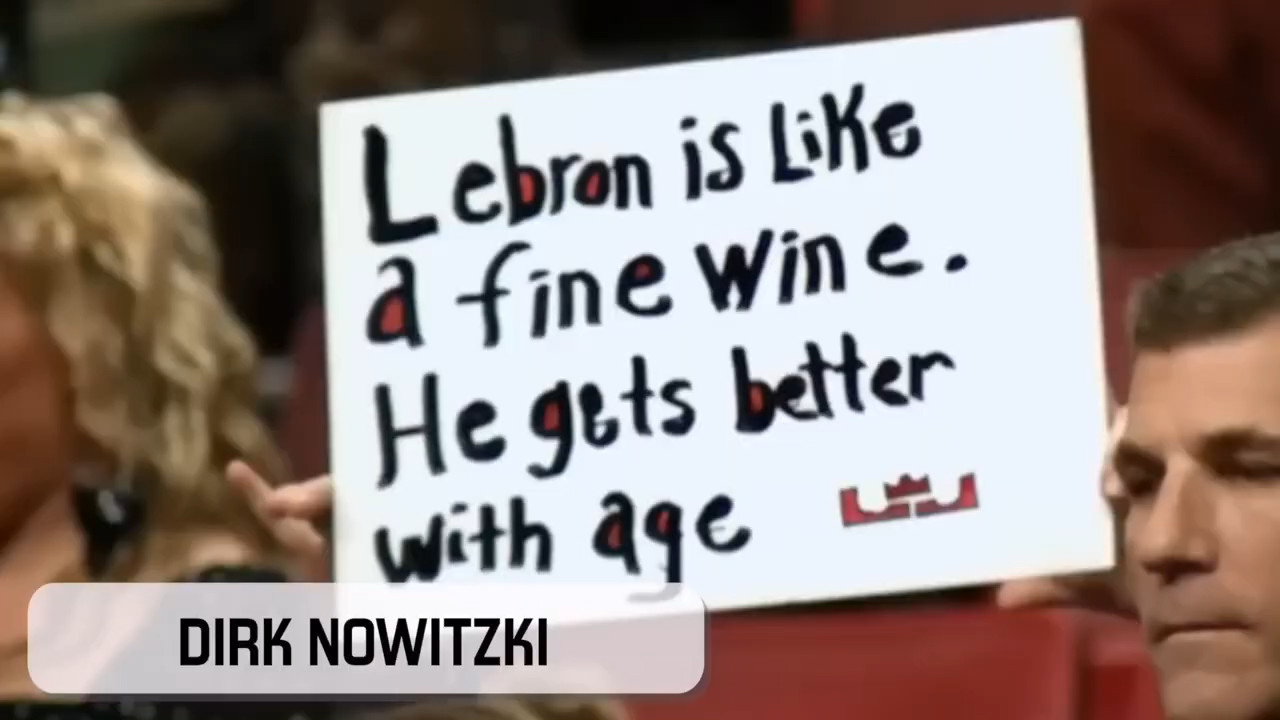 Lebron is Like
a fine wine.
He gets better
with age
DIRK NOWITZKI